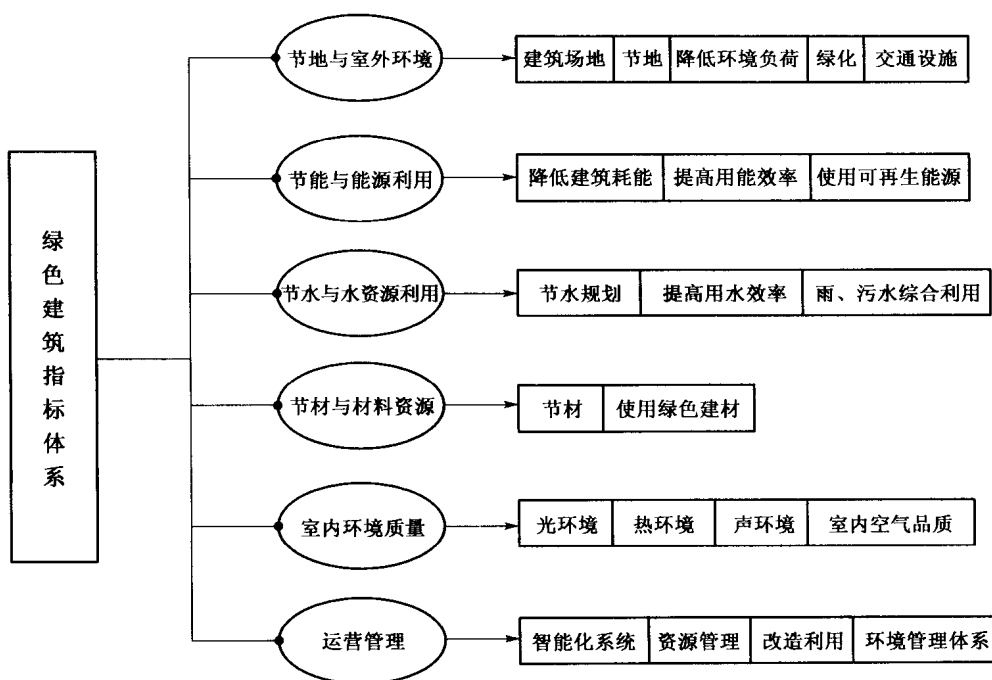 绿色建筑指标体系
节地与室外环境
建筑场地 节地 降低环境负荷 绿化 交通设施
节能与能源利用
降低建筑耗能 提高用能效率 使用可再生能源
节水与水资源利用
节水规划 提高用水效率 雨、污水综合利用
节材与材料资源
节材 使用绿色建材
室内环境质量
光环境 热环境 声环境 室内空气品质
运营管理
智能化系统 资源管理 改造利用 环境管理体系